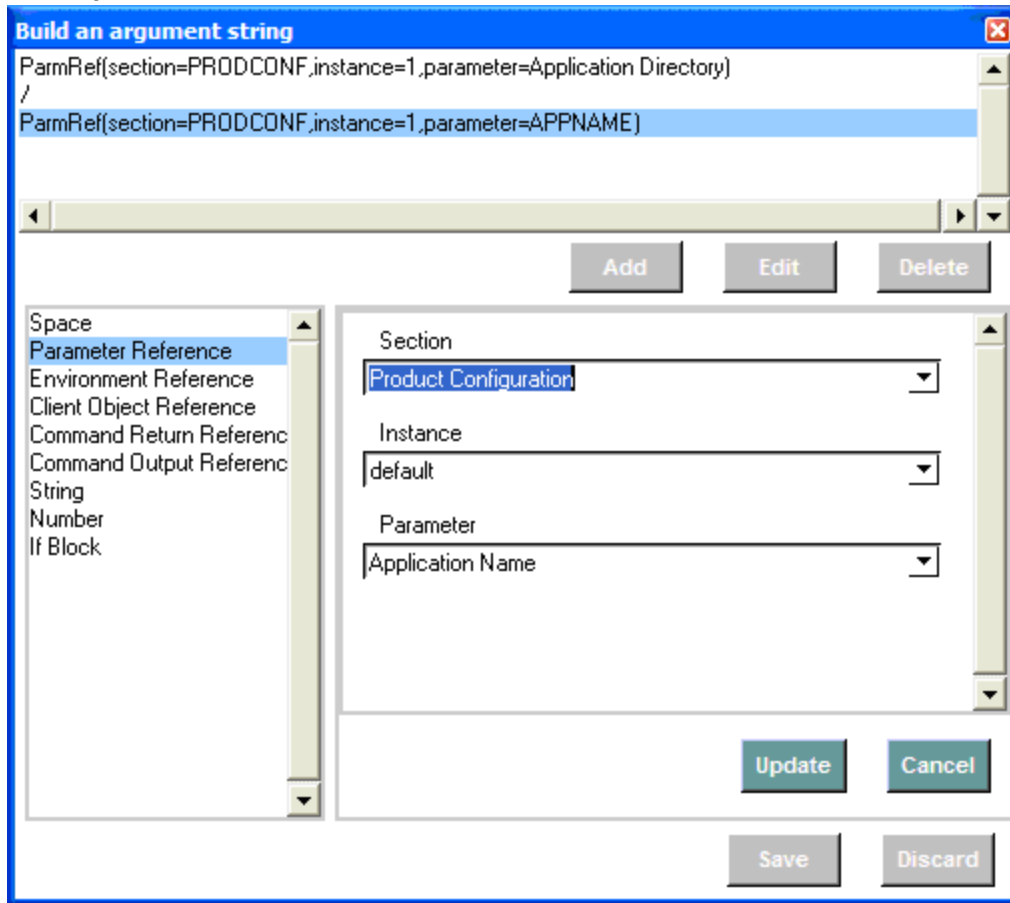 Build an argument string
ParmRef(section=PRODCONF,instance=1,parameter=Application Directory)
/
ParmRef(section=PRODCONF,instance=1,parameter=APPNAME)
Add Edit Delete
Space
Parameter Reference
Environment Reference
Client Object Reference
Command Return Referenc
Command Output Referenc
String
Number
If Block
Section
Product Configuration
Instance
default
Parameter
Application Name
Update Cancel
Save Discard